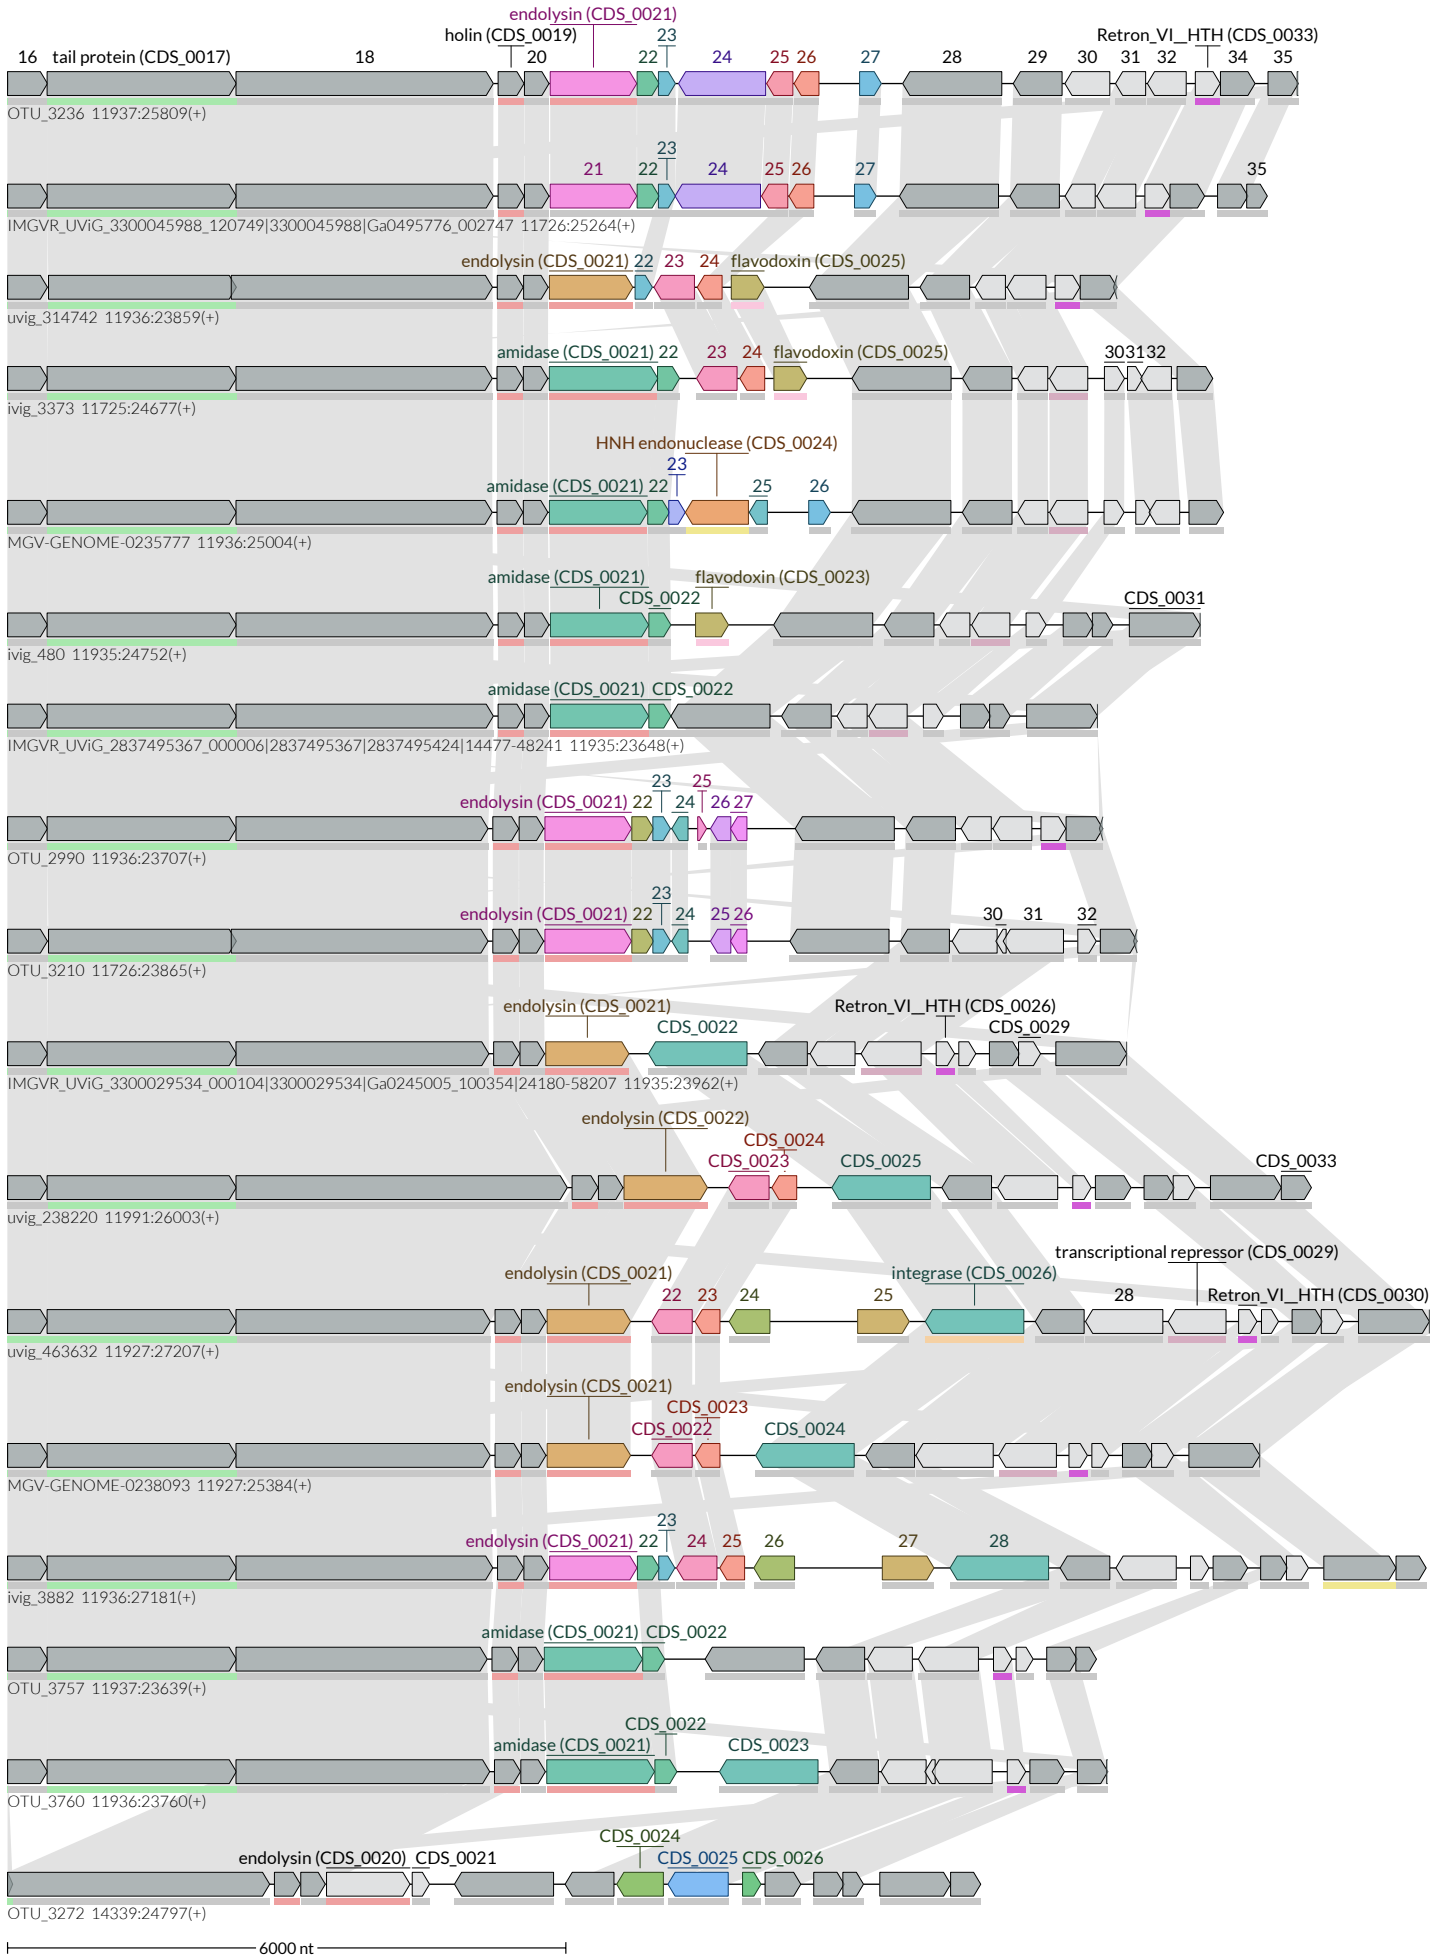 endolysin (CDS_0021)
holin (CDS_0019) 23 Retron_VI__HTH (CDS_0033)
16 tail protein (CDS_0017) 18 20 22 24 25 26 27 28 29 30 31 32 34 35
OTU_3236 11937:25809(+)
23
21 22 24 25 26 27 35
IMGVR_UViG_3300045988_120749|3300045988|Ga0495776_002747 11726:25264(+)
endolysin (CDS_0021) 22 23 24 flavodoxin (CDS_0025)
uvig_314742 11936:23859(+)
amidase (CDS_0021) 22 23 24 flavodoxin (CDS_0025) 30 31 32
ivig_3373 11725:24677(+)
HNH endonuclease (CDS_0024)
23
amidase (CDS_0021) 22 25 26
MGV-GENOME-0235777 11936:25004(+)
amidase (CDS_0021) flavodoxin (CDS_0023)
CDS_0022 CDS_0031
ivig_480 11935:24752(+)
amidase (CDS_0021) CDS_0022
IMGVR_UViG_2837495367_000006|2837495367|2837495424|14477-48241 11935:23648(+)
23 25
endolysin (CDS_0021) 22 24 26 27
OTU_2990 11936:23707(+)
23
endolysin (CDS_0021) 22 24 25 26 30 31 32
OTU_3210 11726:23865(+)
endolysin (CDS_0021) Retron_VI__HTH (CDS_0026)
CDS_0022 CDS_0029
IMGVR_UViG_3300029534_000104|3300029534|Ga0245005_100354|24180-58207 11935:23962(+)
endolysin (CDS_0022)
CDS_0024
CDS_0023 CDS_0025 CDS_0033
uvig_238220 11991:26003(+)
transcriptional repressor (CDS_0029)
endolysin (CDS_0021) integrase (CDS_0026)
22 23 24 25 28 Retron_VI__HTH (CDS_0030)
uvig_463632 11927:27207(+)
endolysin (CDS_0021)
CDS_0023
CDS_0022 CDS_0024
MGV-GENOME-0238093 11927:25384(+)
23
endolysin (CDS_0021) 22 24 25 26 27 28
ivig_3882 11936:27181(+)
amidase (CDS_0021) CDS_0022
OTU_3757 11937:23639(+)
CDS_0022
amidase (CDS_0021) CDS_0023
OTU_3760 11936:23760(+)
CDS_0024
endolysin (CDS_0020) CDS_0021 CDS_0025 CDS_0026
OTU_3272 14339:24797(+)
6000 nt